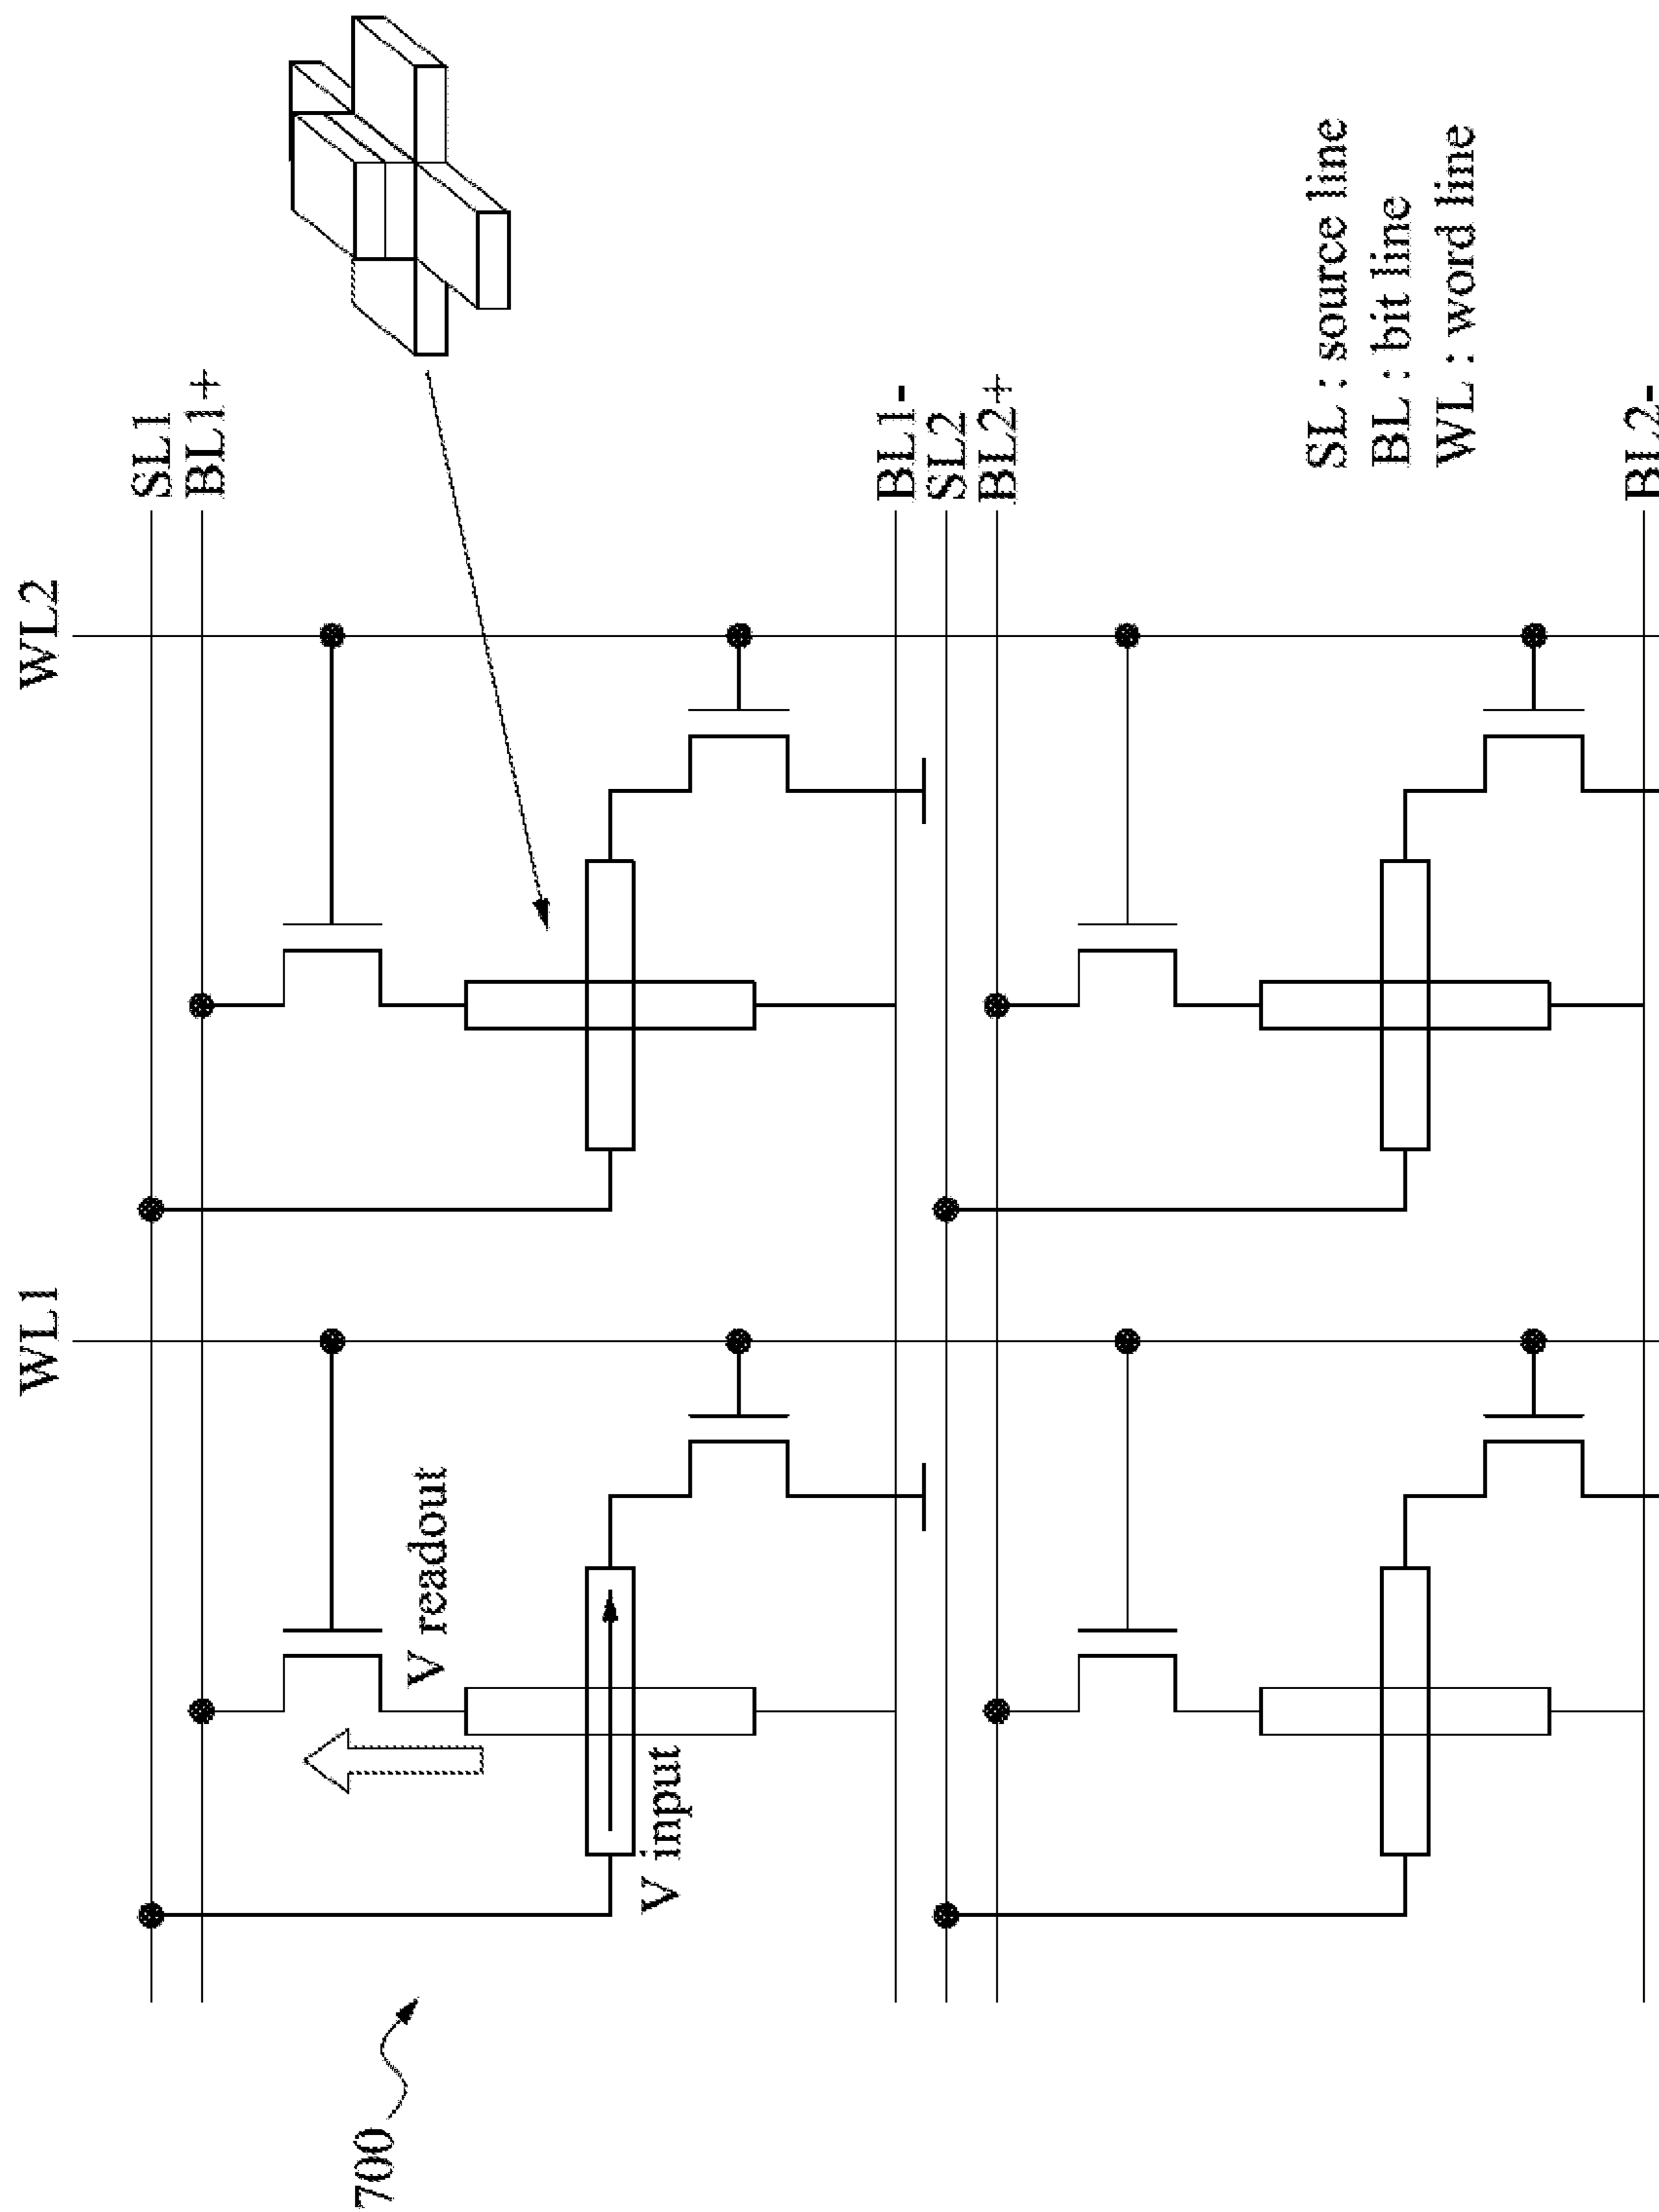 WL1
WL2
SL1
BL1+
BL1-
SL2
BL2+
BL2-
V readout
V input
700
SL : source line
BL : bit line
WL : word line